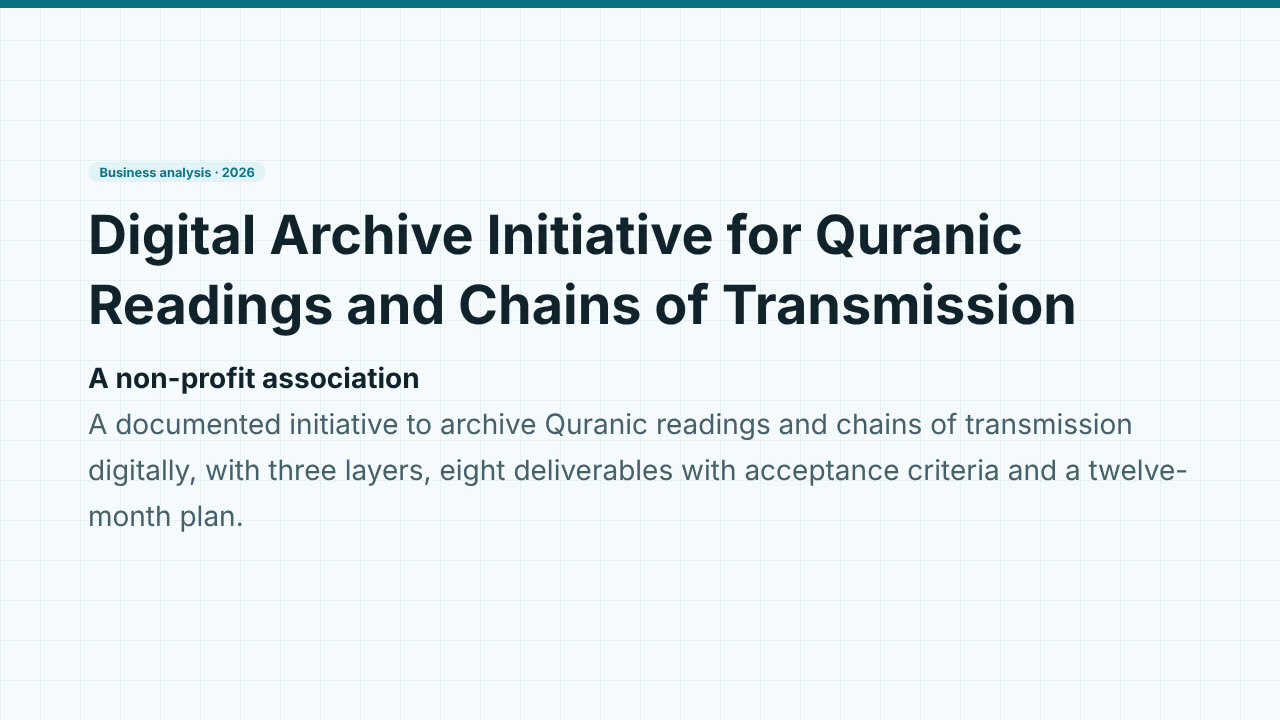 Business analysis · 2026
Digital Archive Initiative for Quranic
Readings and Chains of Transmission
A non-profit association
A documented initiative to archive Quranic readings and chains of transmission
digitally, with three layers, eight deliverables with acceptance criteria and a twelve-
month plan.